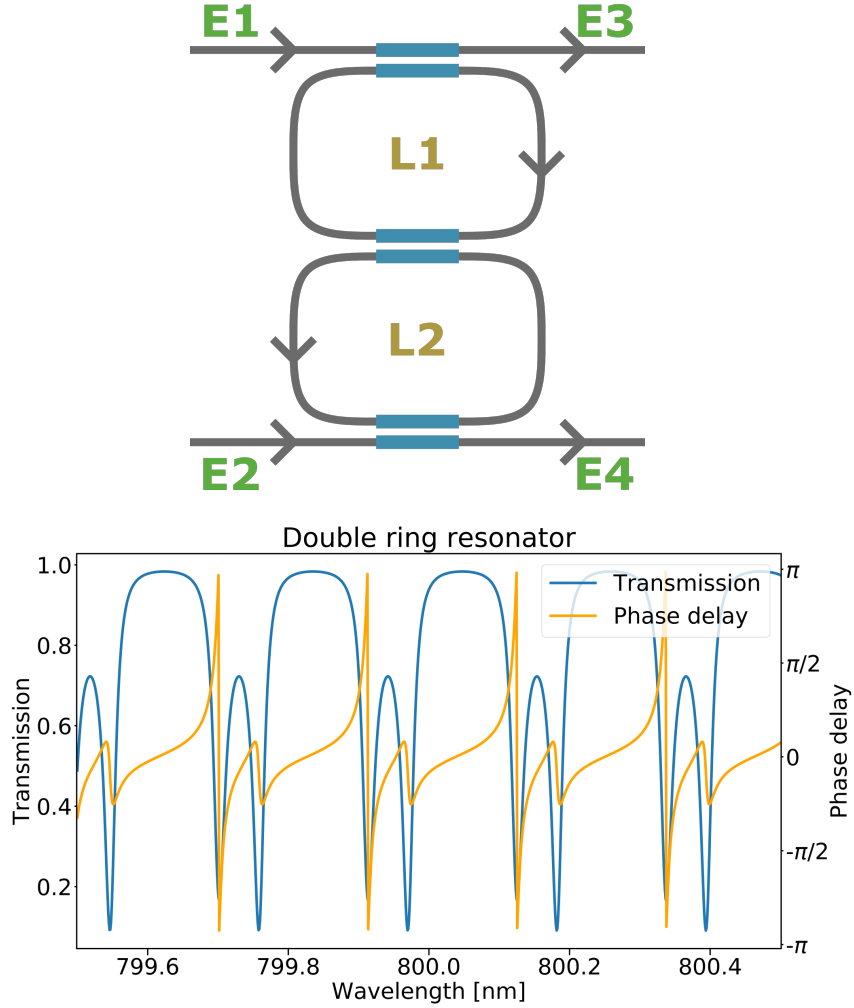 E1 E3
L1
L2
E2 E4
Double ring resonator
1.0
0.8
0.6
0.4
0.2
Transmission
Transmission
Phase delay
π
π/2
0
-π/2
-π
Phase delay
799.6 799.8 800.0 800.2 800.4
Wavelength [nm]